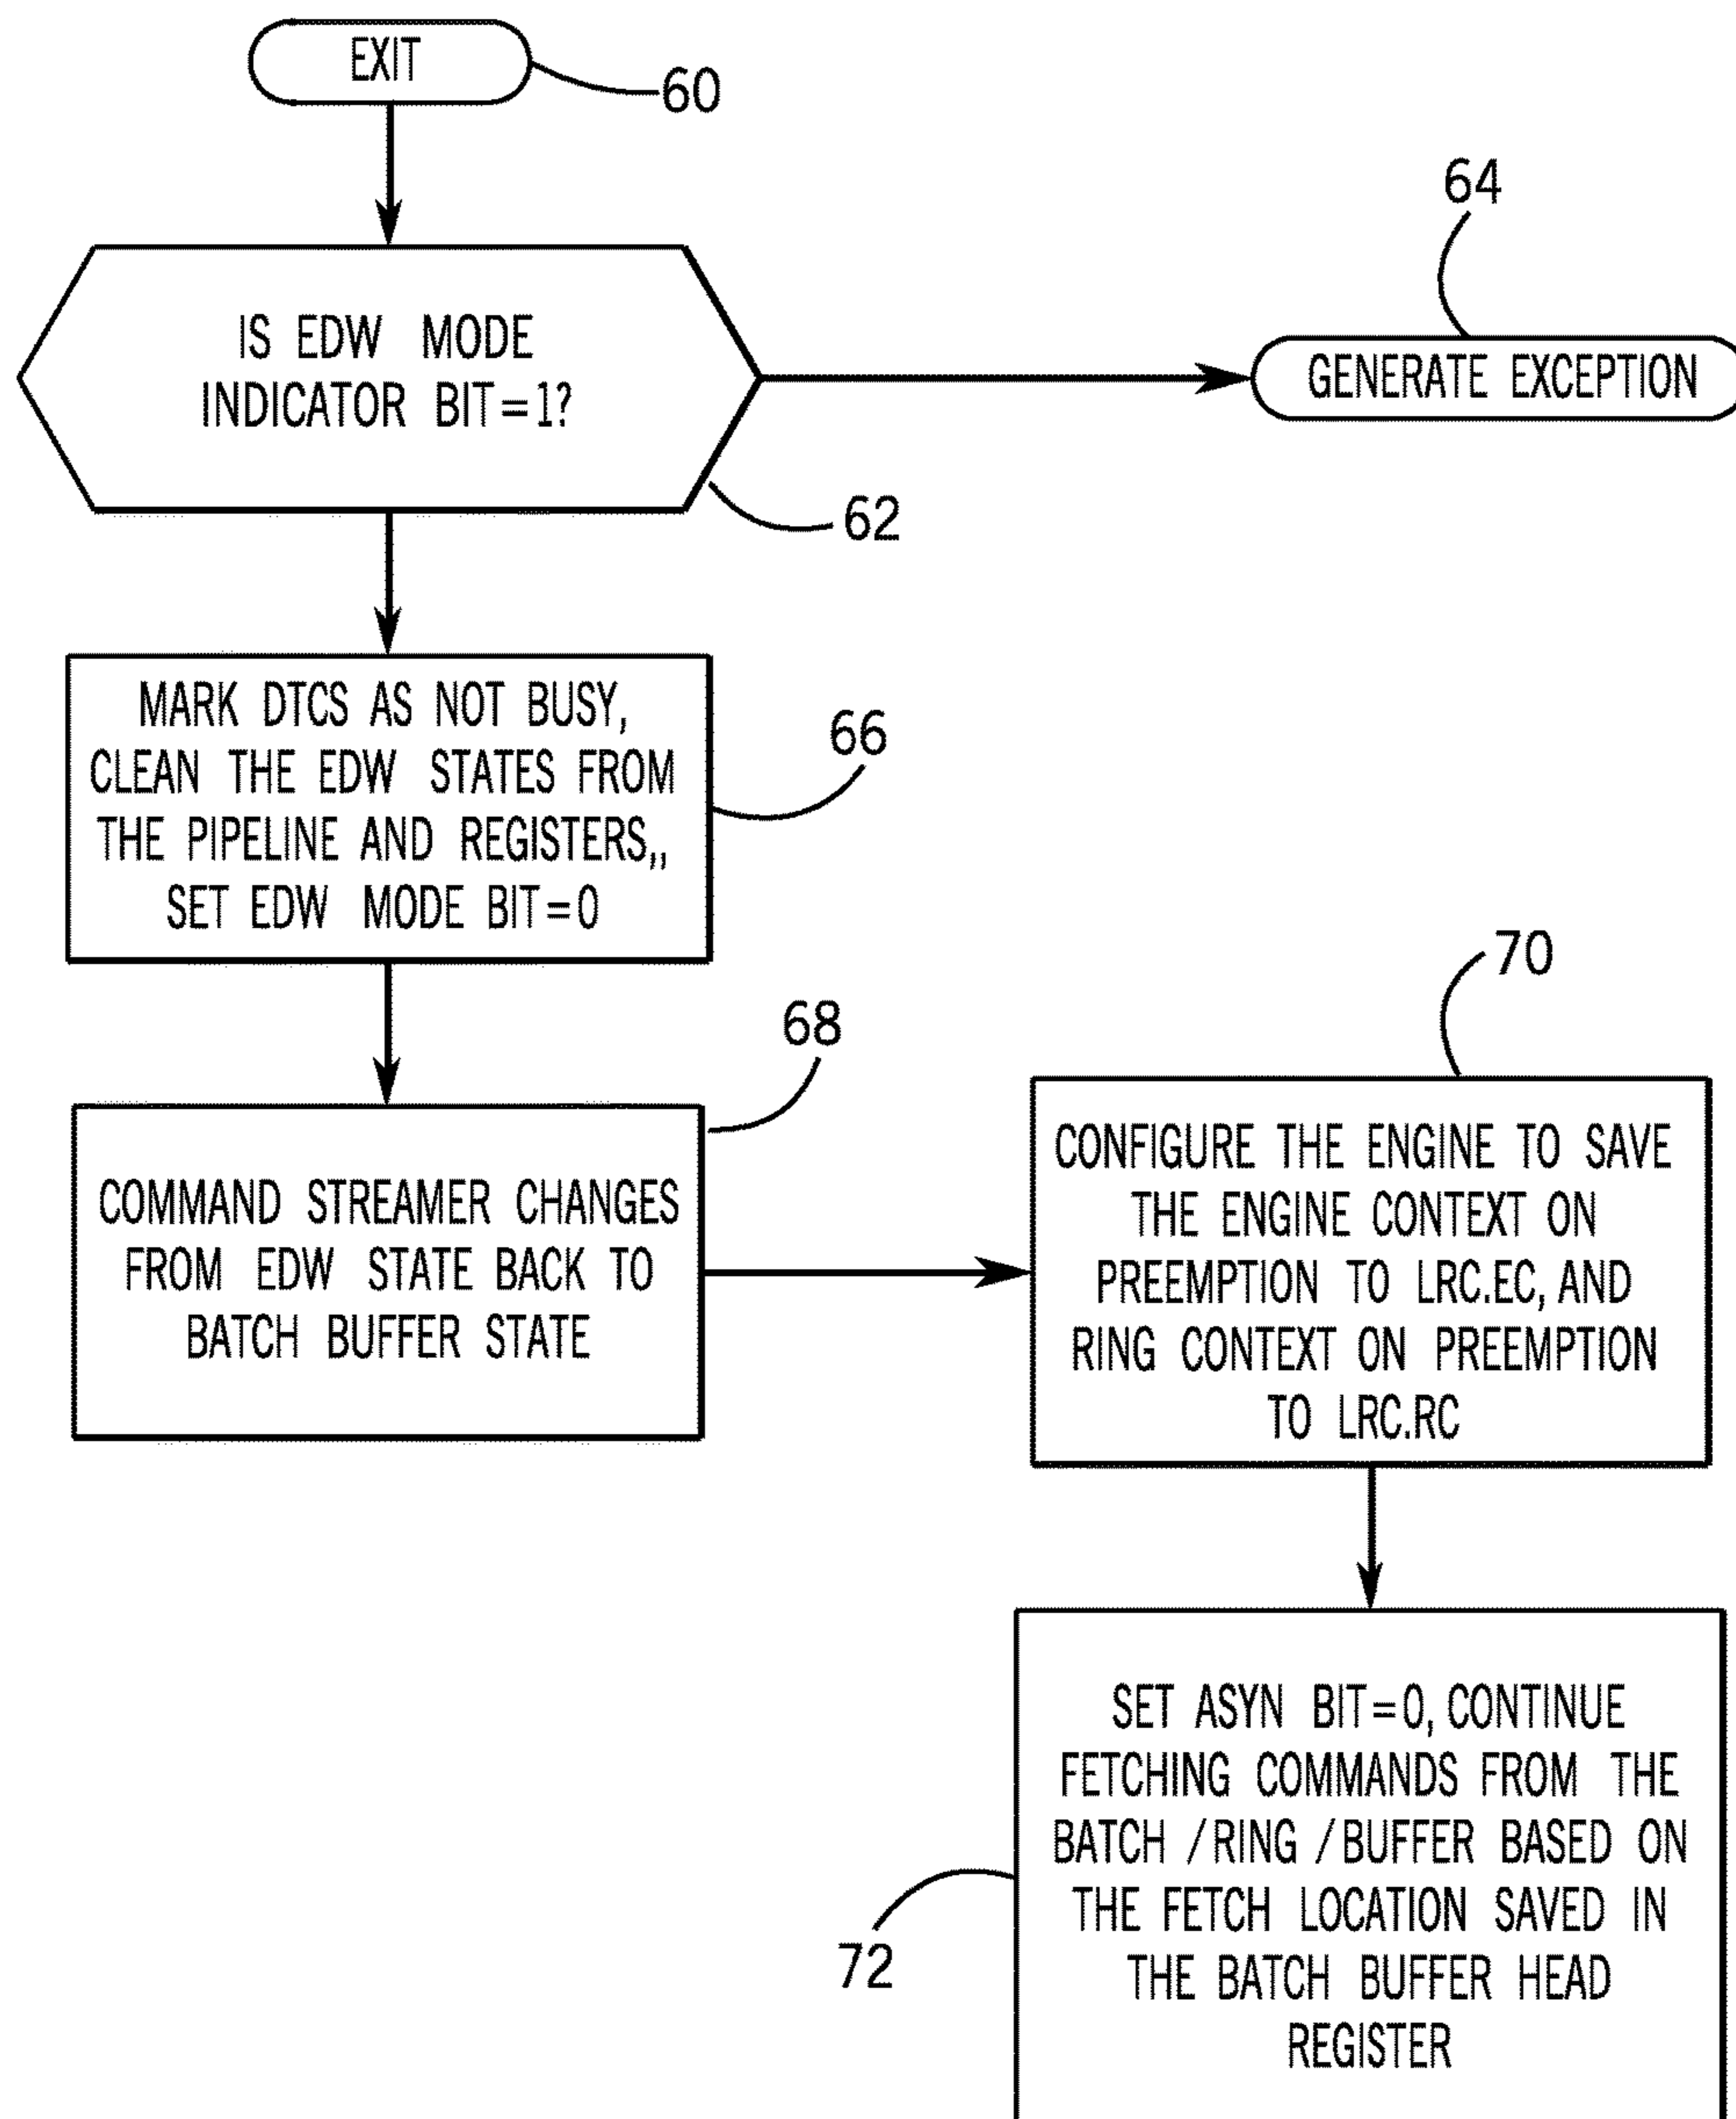 EXIT
60
64
IS EDW MODE
INDICATOR BIT=1?
GENERATE EXCEPTION
62
MARK DTCS AS NOT BUSY,
CLEAN THE EDW STATES FROM
THE PIPELINE AND REGISTERS,,
SET EDW MODE BIT=0
66
68
COMMAND STREAMER CHANGES
FROM EDW STATE BACK TO
BATCH BUFFER STATE
70
CONFIGURE THE ENGINE TO SAVE
THE ENGINE CONTEXT ON
PREEMPTION TO LRC.EC, AND
RING CONTEXT ON PREEMPTION
TO LRC.RC
SET ASYN BIT=0, CONTINUE
FETCHING COMMANDS FROM THE
BATCH /RING /BUFFER BASED ON
THE FETCH LOCATION SAVED IN
THE BATCH BUFFER HEAD
REGISTER
72